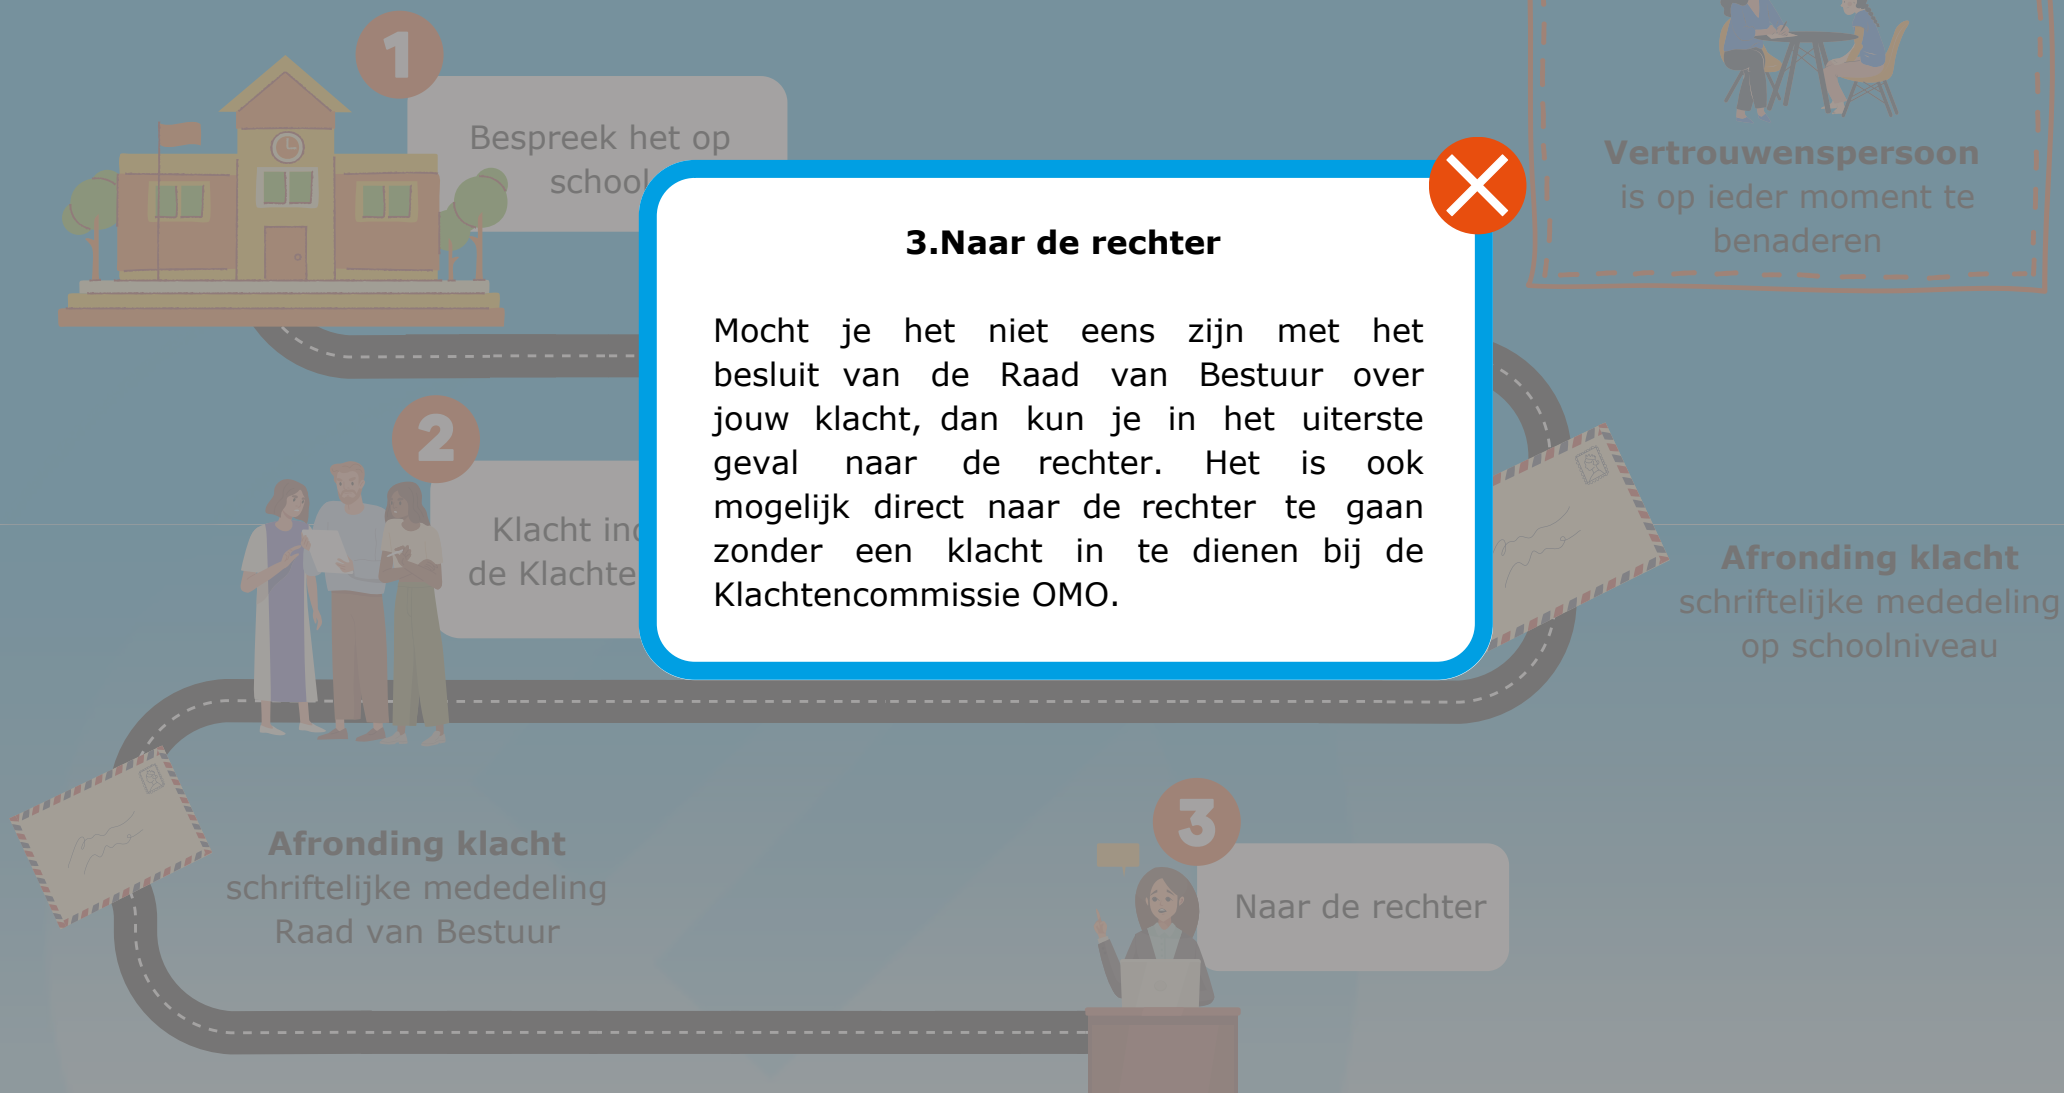 1
Bespreek het op
school
Vertrouwenspersoon
is op ieder moment te
benaderen
3.Naar de rechter
Mocht je het niet eens zijn met het
besluit van de Raad van Bestuur over
jouw klacht, dan kun je in het uiterste
geval naar de rechter. Het is ook
mogelijk direct naar de rechter te gaan
zonder een klacht in te dienen bij de
Klachtencommissie OMO.
2
Klacht
de
Afronding klacht
schriftelijke mededeling
op schoolniveau
Afronding klacht
schriftelijke mededeling
Raad van Bestuur
3
Naar de rechter